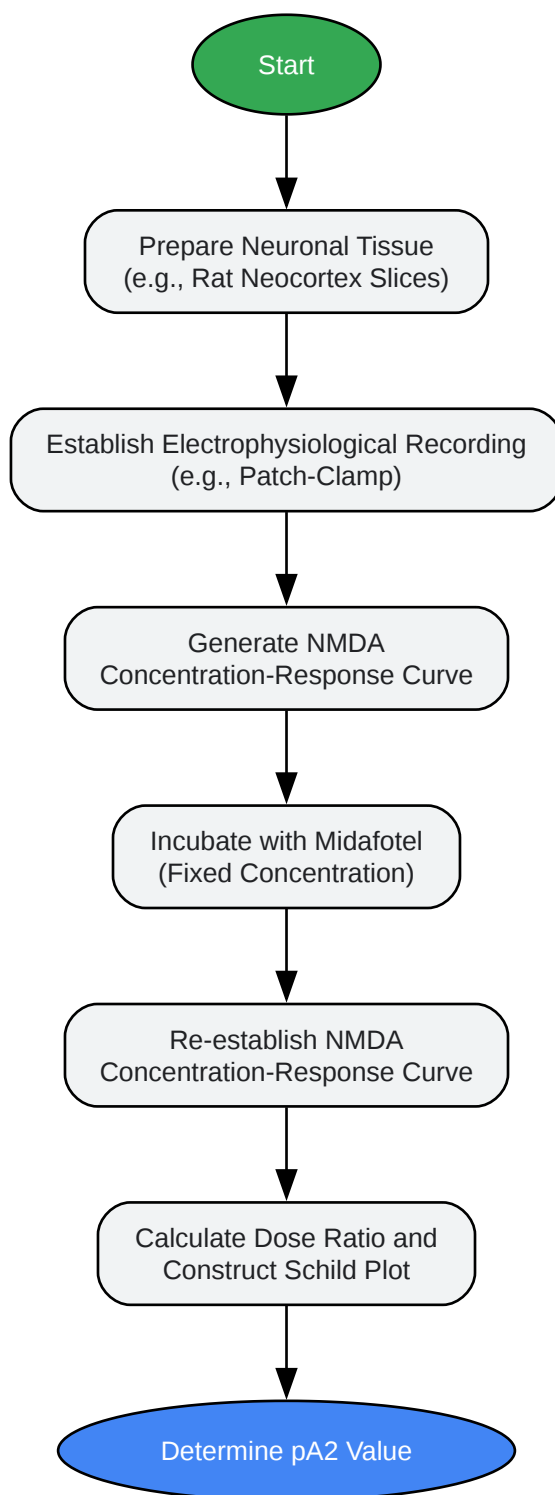 Start
Prepare Neuronal Tissue
(e.g., Rat Neocortex Slices)
Establish Electrophysiological Recording
(e.g., Patch-Clamp)
Generate NMDA
Concentration-Response Curve
Incubate with Midafotel
(Fixed Concentration)
Re-establish NMDA
Concentration-Response Curve
Calculate Dose Ratio and
Construct Schild Plot
Determine pA2 Value